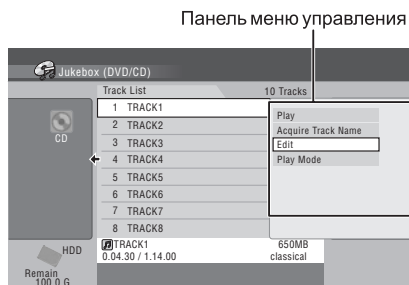 Панель меню управления
Jukebox (DVD/CD)
Track List 10 Tracks
1 TRACK1
2 TRACK2
3 TRACK3
4 TRACK4
5 TRACK5
6 TRACK6
7 TRACK7
8 TRACK8
CD
Play
Acquire Track Name
Edit
Play Mode
TRACK1 650MB
0.04.30 / 1.14.00 classical
HDD
Remain
100.0 G